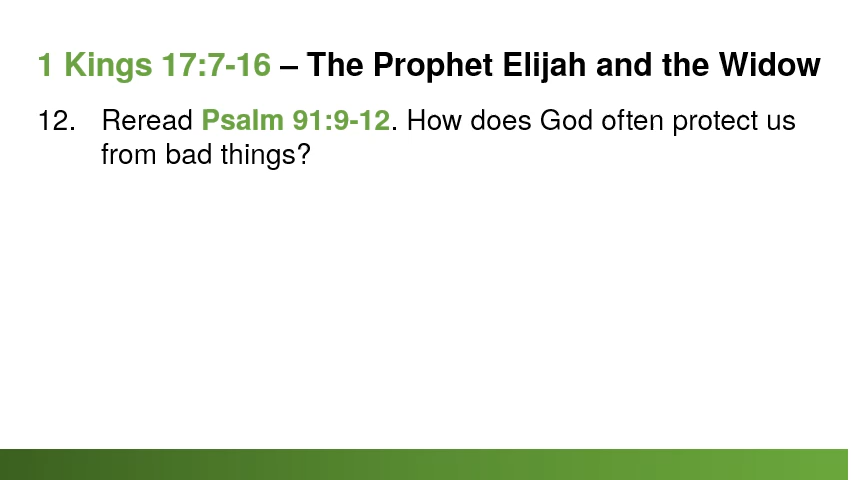 1 Kings 17:7-16 – The Prophet Elijah and the Widow
12. Reread Psalm 91:9-12. How does God often protect us
from bad things?